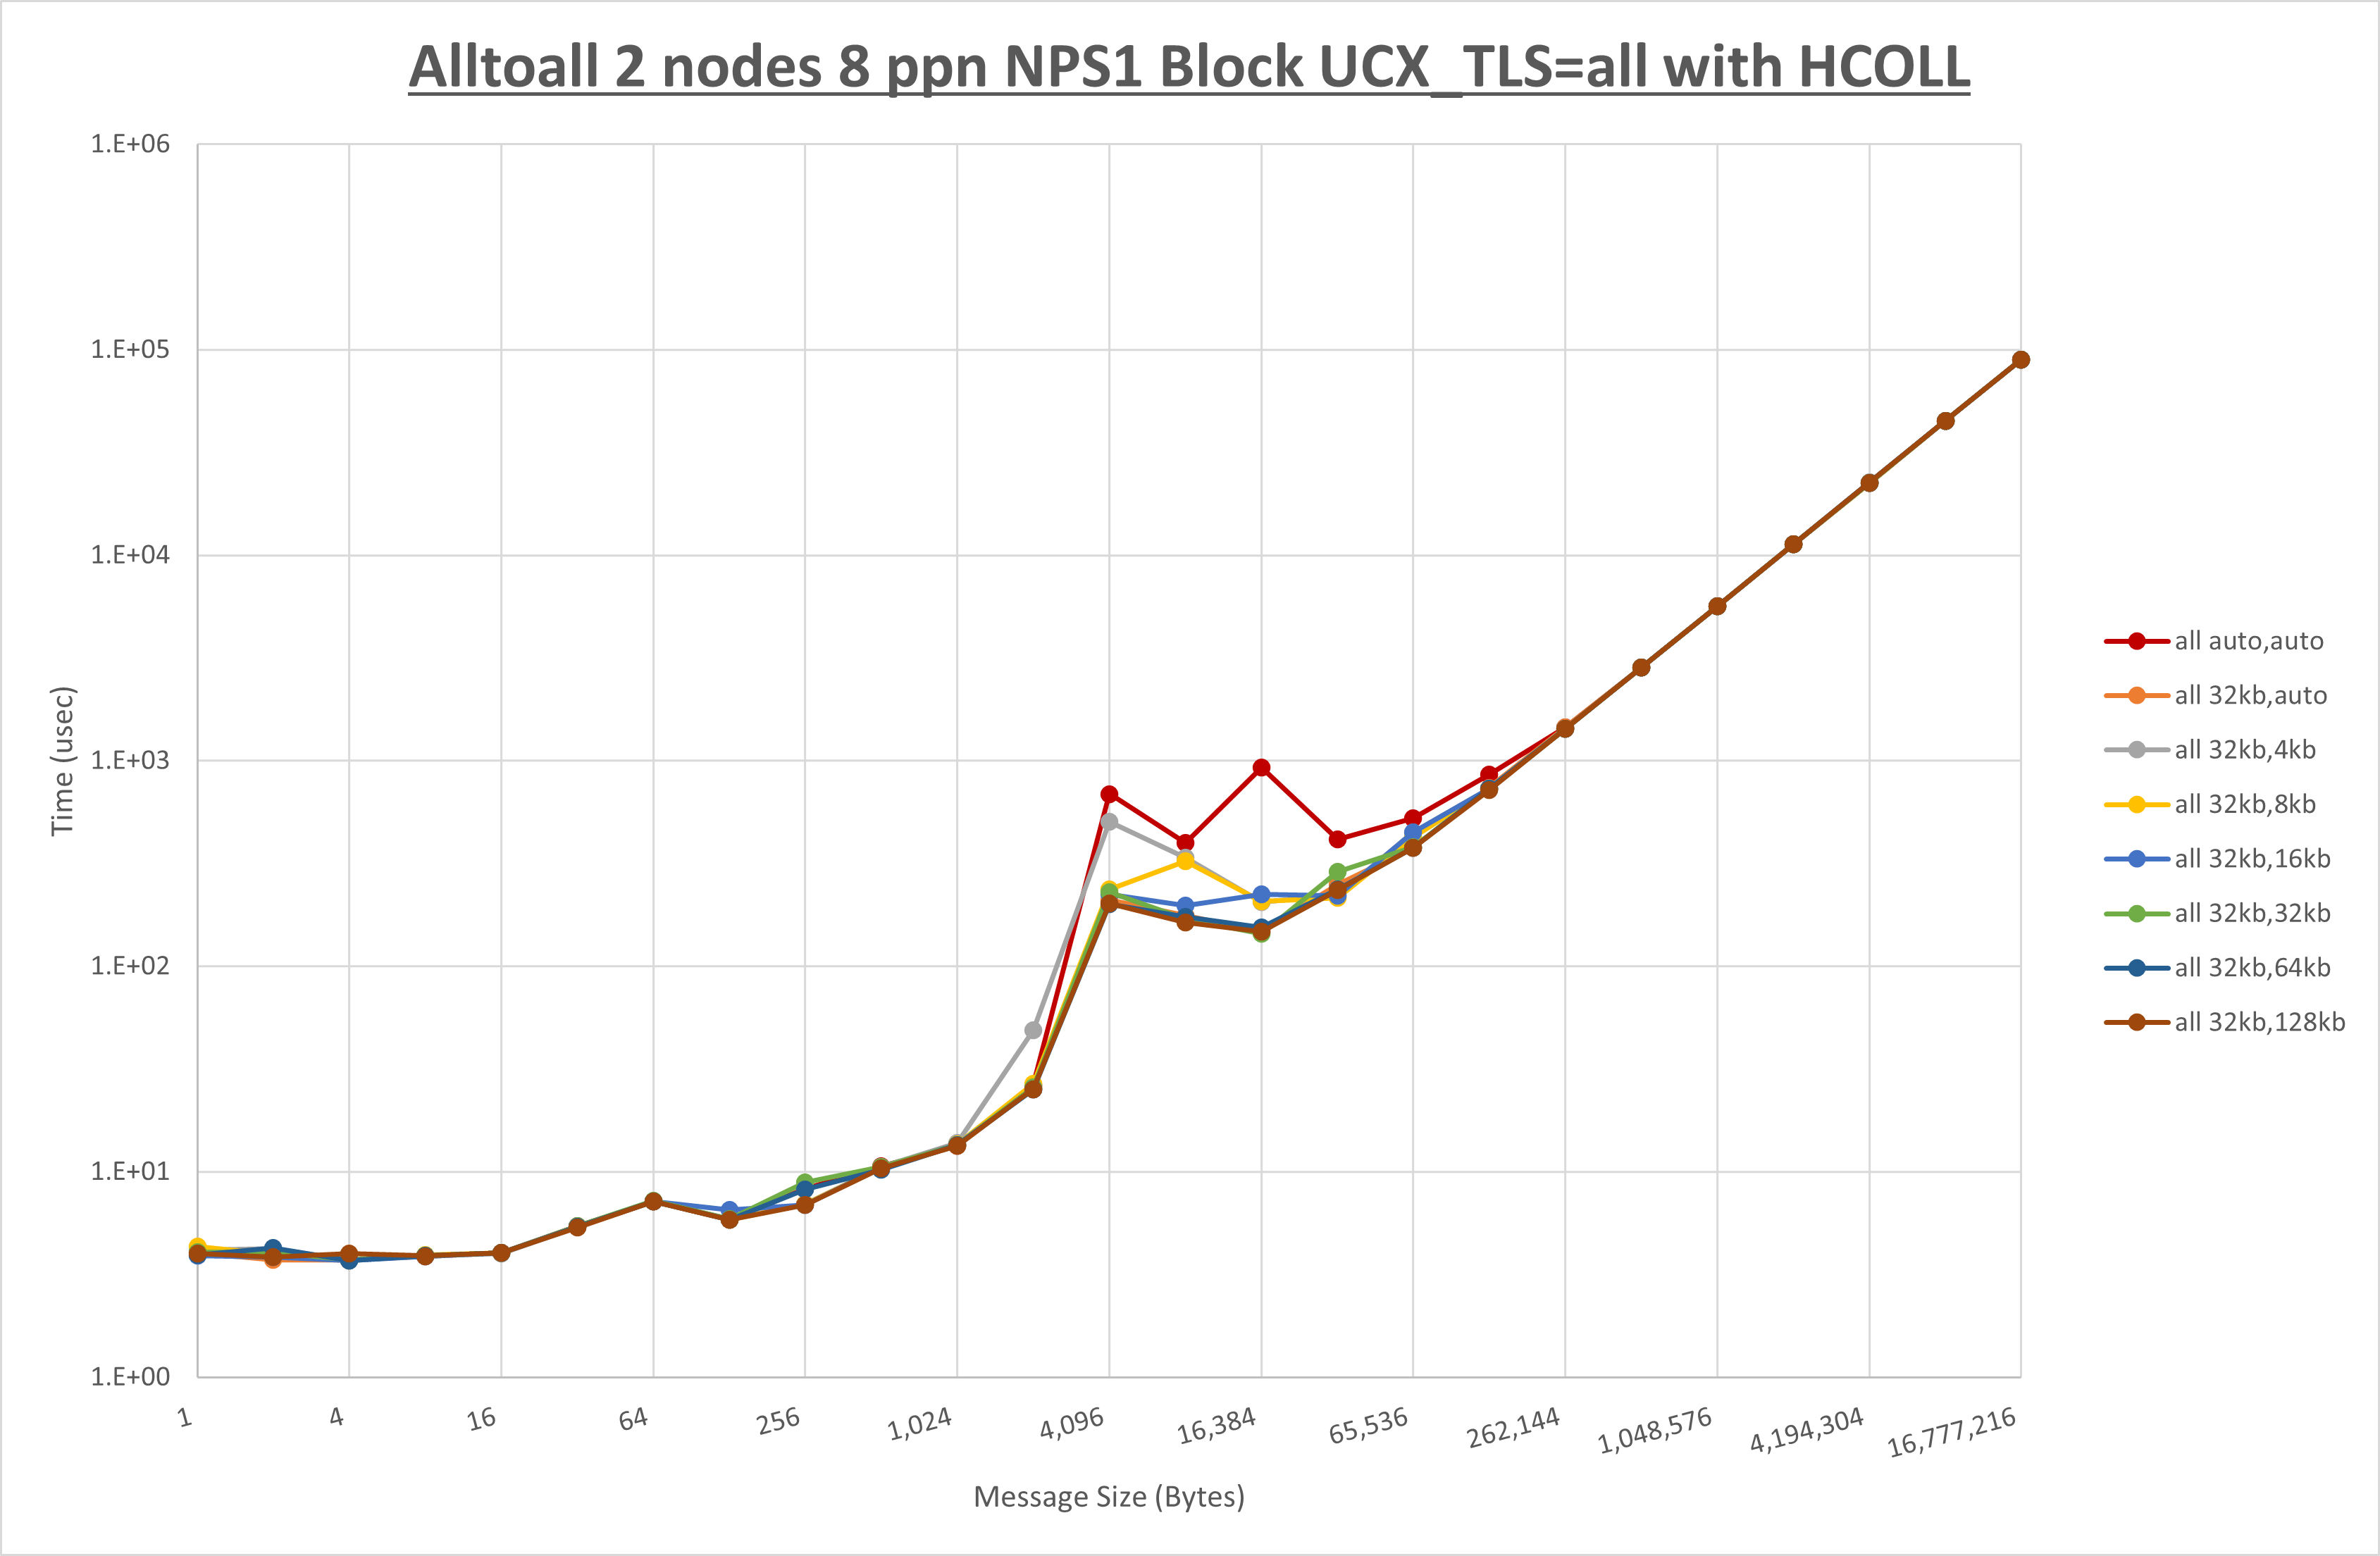 Alltoall 2 nodes 8 ppn NPS1 Block UCX_TLS=all with HCOLL
1.E+06
1.E+05
1.E+04
1.E+03
1.E+02
1.E+01
1.E+00
Time (usec)
1
4
16
64
256
1,024
4,096
16,384
65,536
262,144
1,048,576
4,194,304
16,777,216
Message Size (Bytes)
all auto,auto
all 32kb,auto
all 32kb,4kb
all 32kb,8kb
all 32kb,16kb
all 32kb,32kb
all 32kb,64kb
all 32kb,128kb